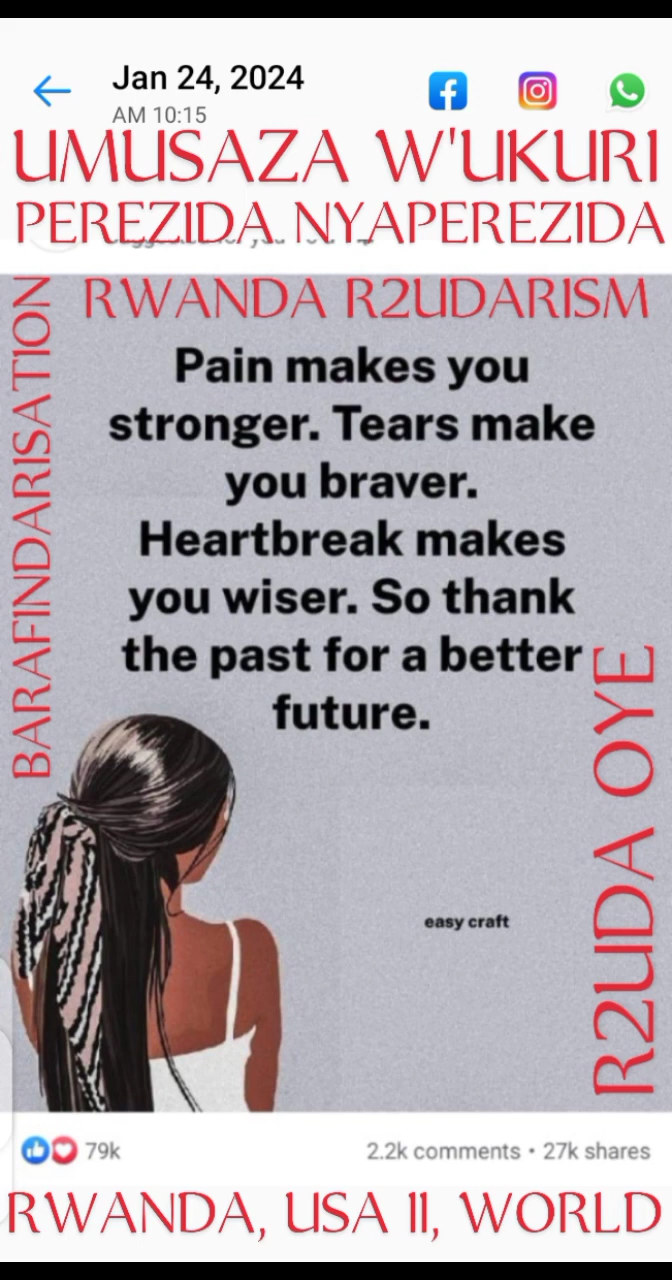 Jan 24, 2024
AM 10:15
UMUSAZA W'UKURI
PEREZIDA NYAPEREZIDA
RWANDA R2UDARISM
BARAFINDARISATION
Pain makes you
stronger. Tears make
you braver.
Heartbreak makes
you wiser. So thank
the past for a better
future.
R2UDA OYE
easy craft
79k
2.2k comments • 27k shares
RWANDA, USA II, WORLD